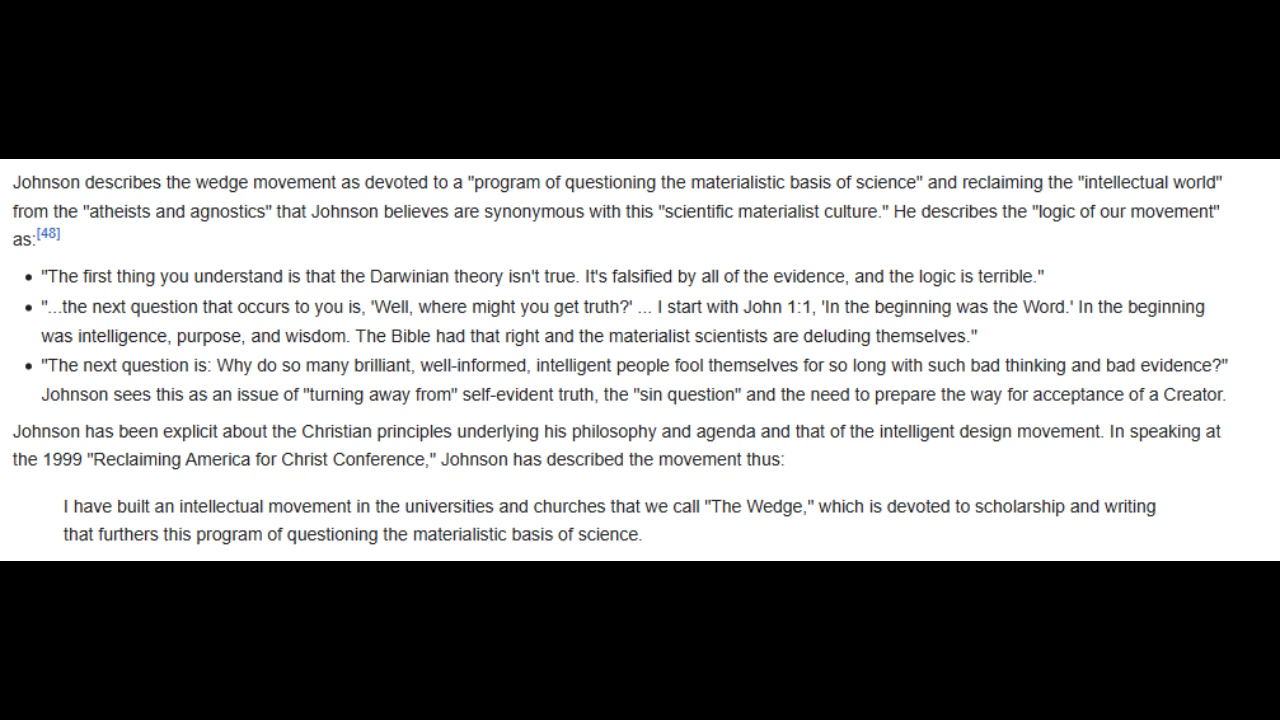 Johnson describes the wedge movement as devoted to a "program of questioning the materialistic basis of science" and reclaiming the "intellectual world"
from the "atheists and agnostics" that Johnson believes are synonymous with this "scientific materialist culture." He describes the "logic of our movement"
as:[48]
• "The first thing you understand is that the Darwinian theory isn't true. It's falsified by all of the evidence, and the logic is terrible."
• "...the next question that occurs to you is, 'Well, where might you get truth?' ... I start with John 1:1, 'In the beginning was the Word.' In the beginning
was intelligence, purpose, and wisdom. The Bible had that right and the materialist scientists are deluding themselves."
• "The next question is: Why do so many brilliant, well-informed, intelligent people fool themselves for so long with such bad thinking and bad evidence?"
Johnson sees this as an issue of "turning away from" self-evident truth, the "sin question" and the need to prepare the way for acceptance of a Creator.
Johnson has been explicit about the Christian principles underlying his philosophy and agenda and that of the intelligent design movement. In speaking at
the 1999 "Reclaiming America for Christ Conference," Johnson has described the movement thus:
I have built an intellectual movement in the universities and churches that we call "The Wedge," which is devoted to scholarship and writing
that furthers this program of questioning the materialistic basis of science.